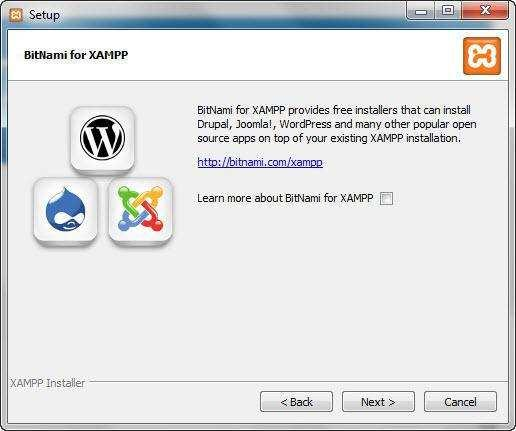 Setup
BitNami for XAMPP
BitNami for XAMPP provides free installers that can install
Drupal, Joomla!, WordPress and many other popular open
source apps on top of your existing XAMPP installation.
http://bitnami.com/xampp
Learn more about BitNami for XAMPP
XAMPP Installer
< Back
Next >
Cancel